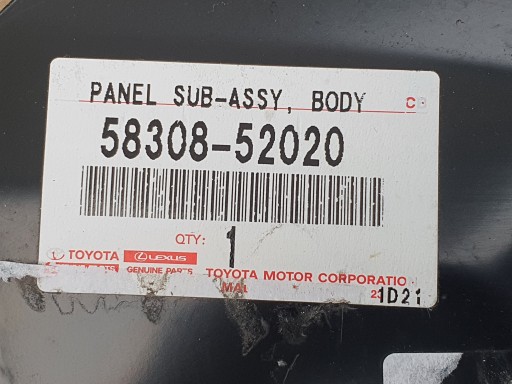 PANEL SUB-ASSY, BODY
58308-52020
QTY: 1
TOYOTA LEXUS
GENUINE PARTS TOYOTA MOTOR CORPORATIO
1D21